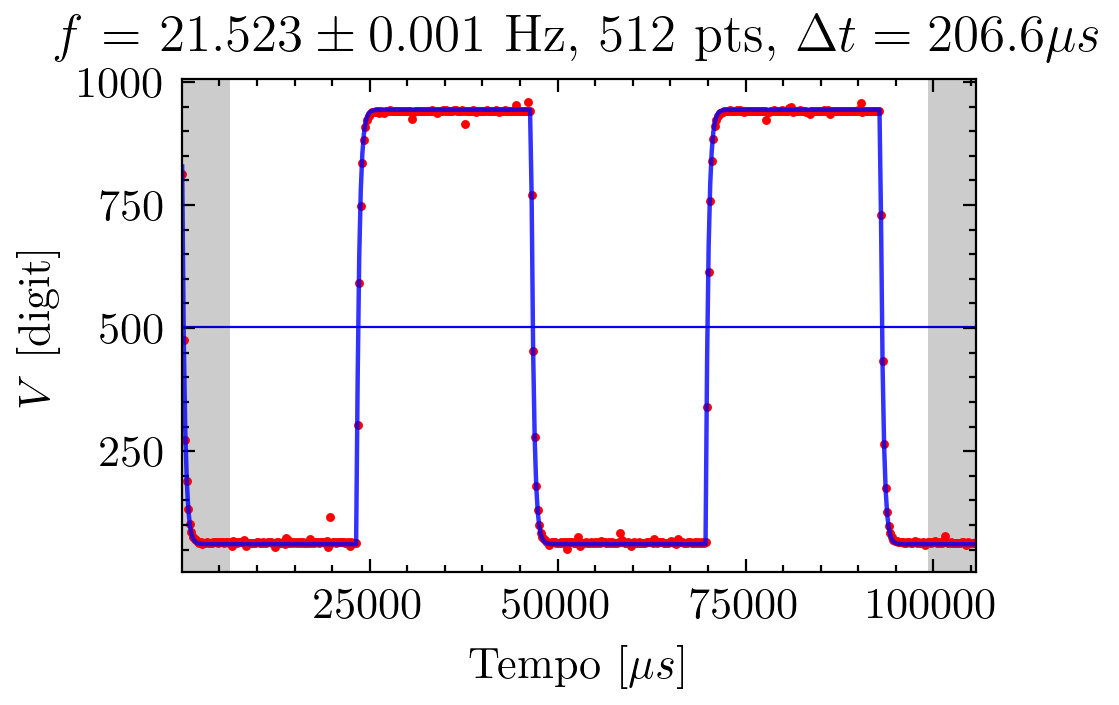 f = 21.523 ± 0.001 Hz, 512 pts, Δt = 206.6μs
1000
750
500
250
V [digit]
25000 50000 75000 100000
Tempo [μs]